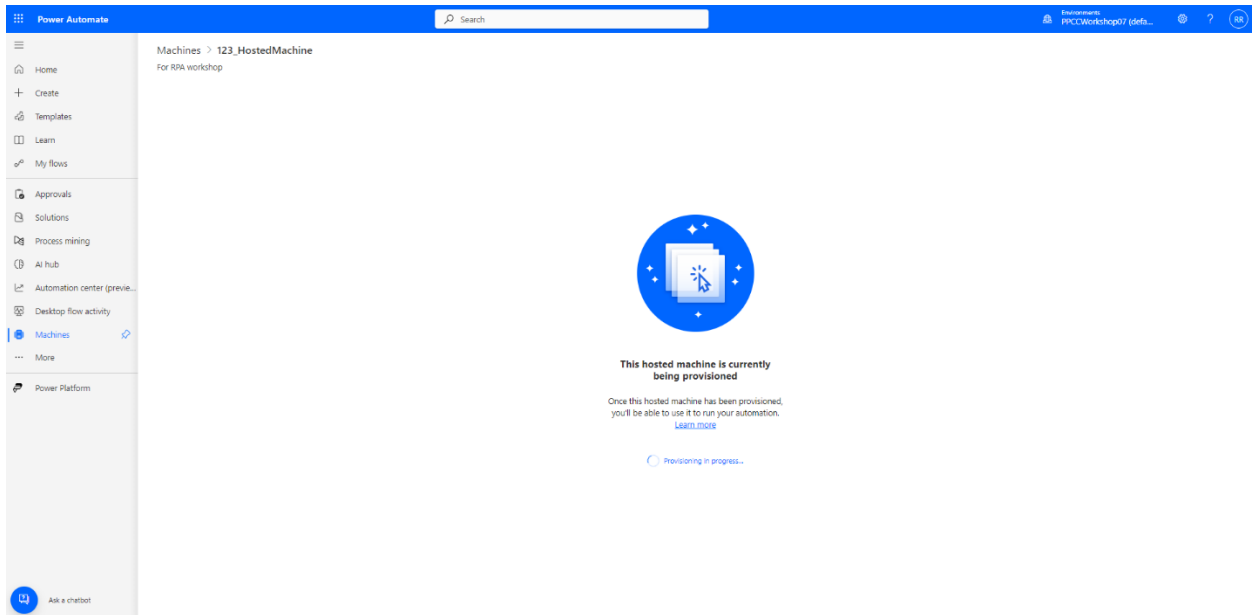 Power Automate
Search
Environments
PPCCWorkshop07 (defa...
?
RR
Machines > 123_HostedMachine
For RPA workshop
Home
Create
Templates
Learn
My flows
Approvals
Solutions
Process mining
AI hub
Automation center (previe...
Desktop flow activity
Machines
More
Power Platform
This hosted machine is currently
being provisioned
Once this hosted machine has been provisioned,
you'll be able to use it to run your automation.
Learn more
Provisioning in progress...
Ask a chatbot